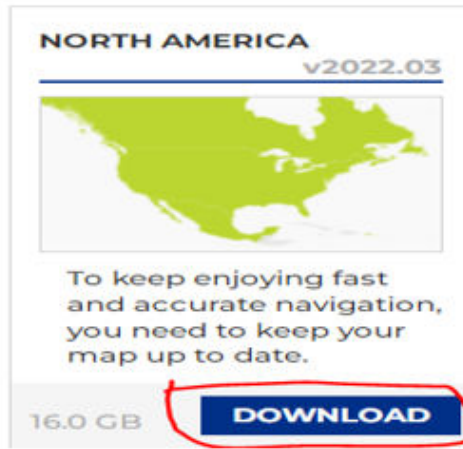 NORTH AMERICA
v2022.03
To keep enjoying fast
and accurate navigation,
you need to keep your
map up to date.
16.0 GB
DOWNLOAD